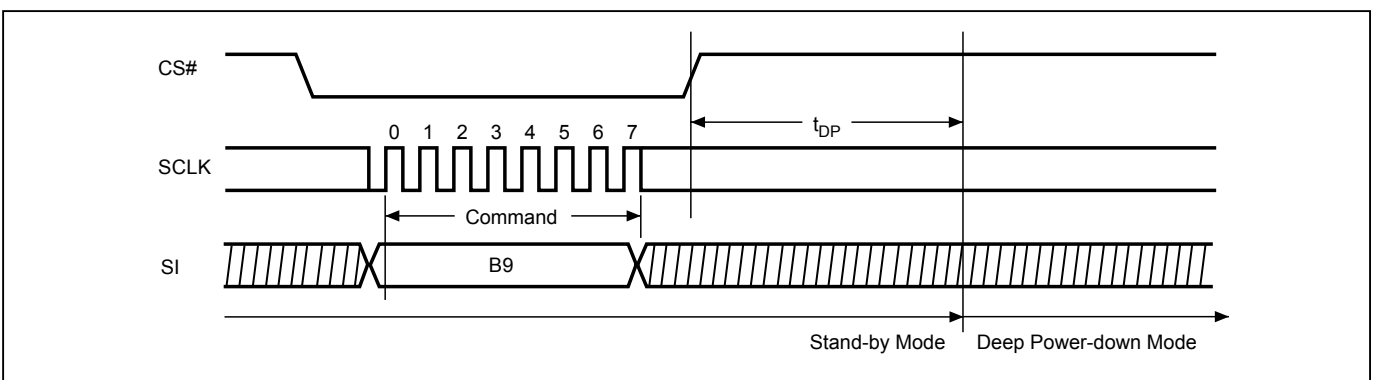 CS#
tDP
0 1 2 3 4 5 6 7
SCLK
Command
SI
B9
Stand-by Mode
Deep Power-down Mode